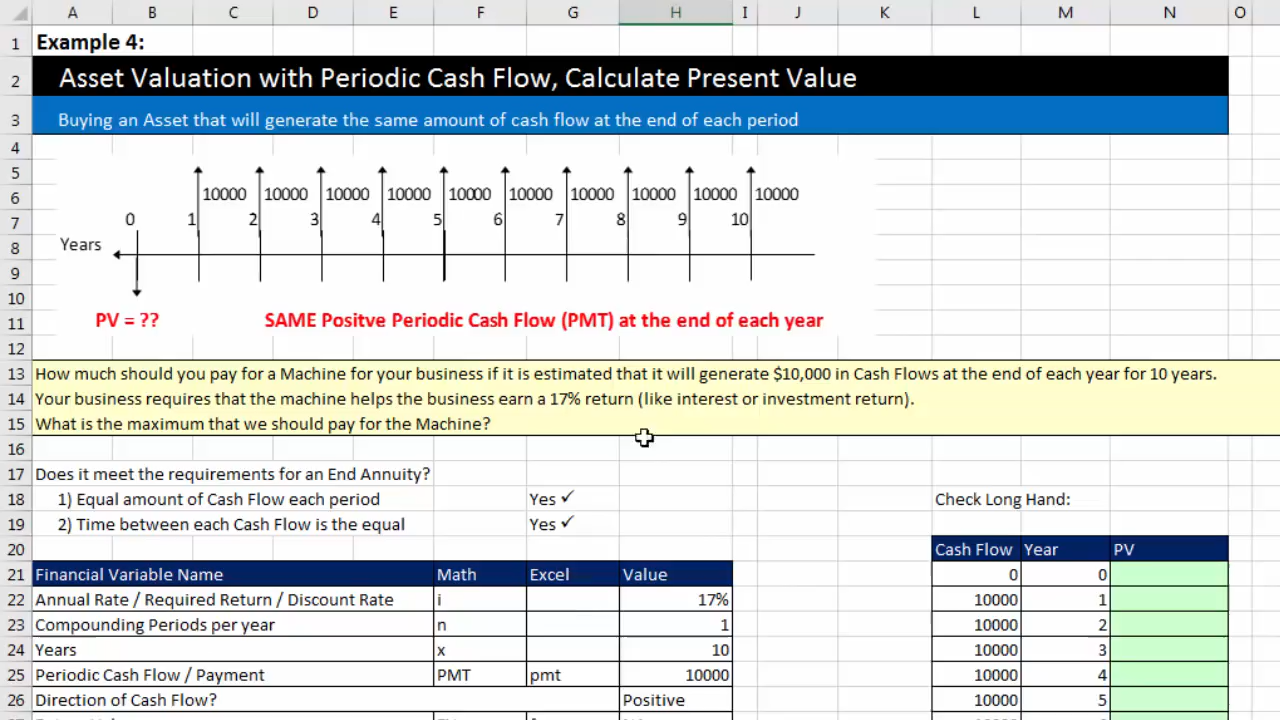 A B C D E F G H I J K L M N O
1 Example 4:
2 Asset Valuation with Periodic Cash Flow, Calculate Present Value
3 Buying an Asset that will generate the same amount of cash flow at the end of each period
4
5
6 10000 10000 10000 10000 10000 10000 10000 10000 10000 10000
7 0 1 2 3 4 5 6 7 8 9 10
8 Years
9
10
11 PV = ?? SAME Positve Periodic Cash Flow (PMT) at the end of each year
12
13 How much should you pay for a Machine for your business if it is estimated that it will generate $10,000 in Cash Flows at the end of each year for 10 years.
14 Your business requires that the machine helps the business earn a 17% return (like interest or investment return).
15 What is the maximum that we should pay for the Machine?
16
17 Does it meet the requirements for an End Annuity?
18 1) Equal amount of Cash Flow each period Yes ✓ Check Long Hand:
19 2) Time between each Cash Flow is the equal Yes ✓
20 Cash Flow Year PV
21 Financial Variable Name Math Excel Value 0 0
22 Annual Rate / Required Return / Discount Rate i 17% 10000 1
23 Compounding Periods per year n 1 10000 2
24 Years x 10 10000 3
25 Periodic Cash Flow / Payment PMT pmt 10000 10000 4
26 Direction of Cash Flow? Positive 10000 5